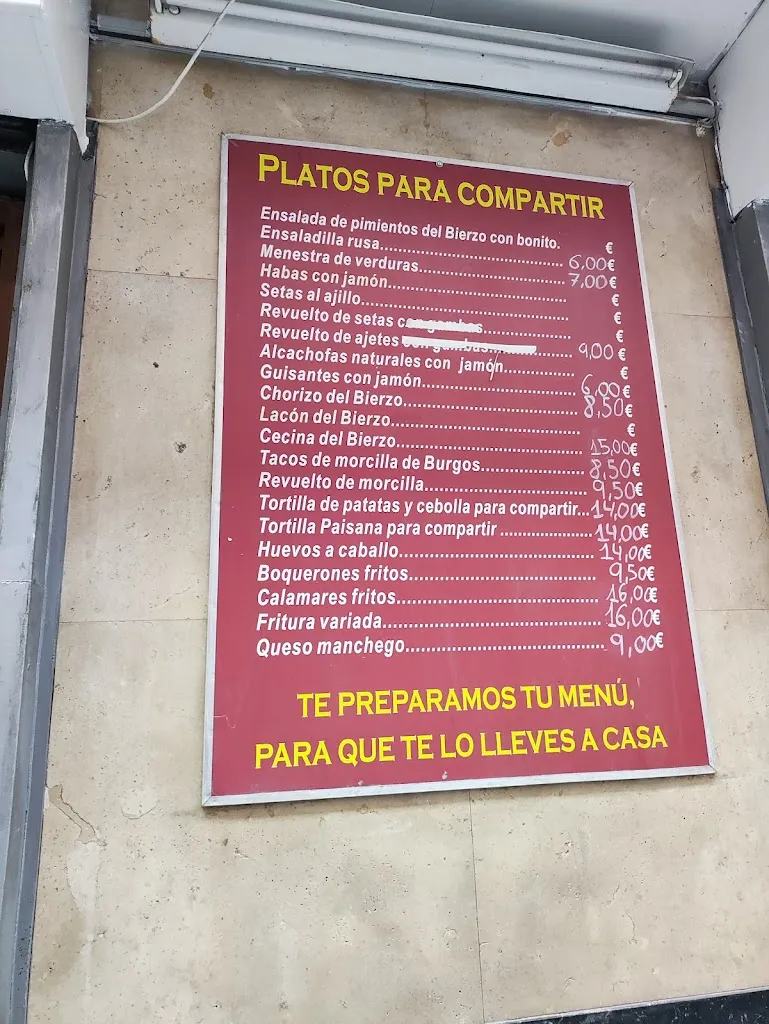 PLATOS PARA COMPARTIR
Ensalada de pimientos del Bierzo con bonito. €
Ensaladilla rusa.......... 6,00€
Menestra de verduras.......... 7,00€
Habas con jamón.......... €
Setas al ajillo.......... €
Revuelto de setas con gambas.......... €
Revuelto de ajetes con gambas.......... 9,00 €
Alcachofas naturales con jamón.......... €
Guisantes con jamón.......... 6,00€
Chorizo del Bierzo.......... 8,50€
Lacón del Bierzo.......... €
Cecina del Bierzo.......... 15,00€
Tacos de morcilla de Burgos.......... 8,50€
Revuelto de morcilla.......... 9,50€
Tortilla de patatas y cebolla para compartir... 14,00€
Tortilla Paisana para compartir .......... 14,00€
Huevos a caballo.......... 14,00€
Boquerones fritos.......... 9,50€
Calamares fritos.......... 16,00€
Fritura variada.......... 16,00€
Queso manchego.......... 9,00€
TE PREPARAMOS TU MENÚ,
PARA QUE TE LO LLEVES A CASA